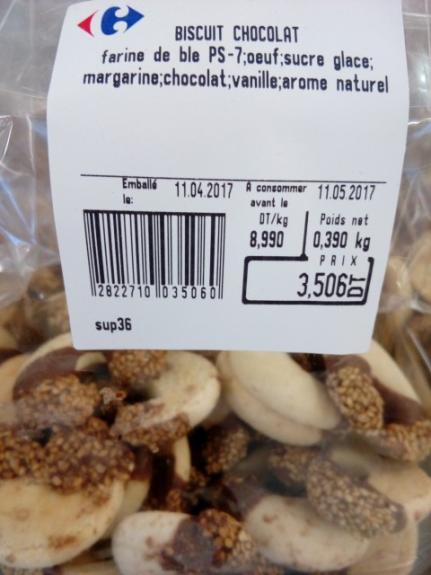 BISCUIT CHOCOLAT
farine de ble PS-7;oeuf;sucre glace;
margarine;chocolat;vanille;arome naturel
Emballé le: 11.04.2017 A consommer avant le 11.05.2017
DT/kg Poids net
8,990 0,390 kg
PRIX
3,506 DT
2822710 035060
sup36